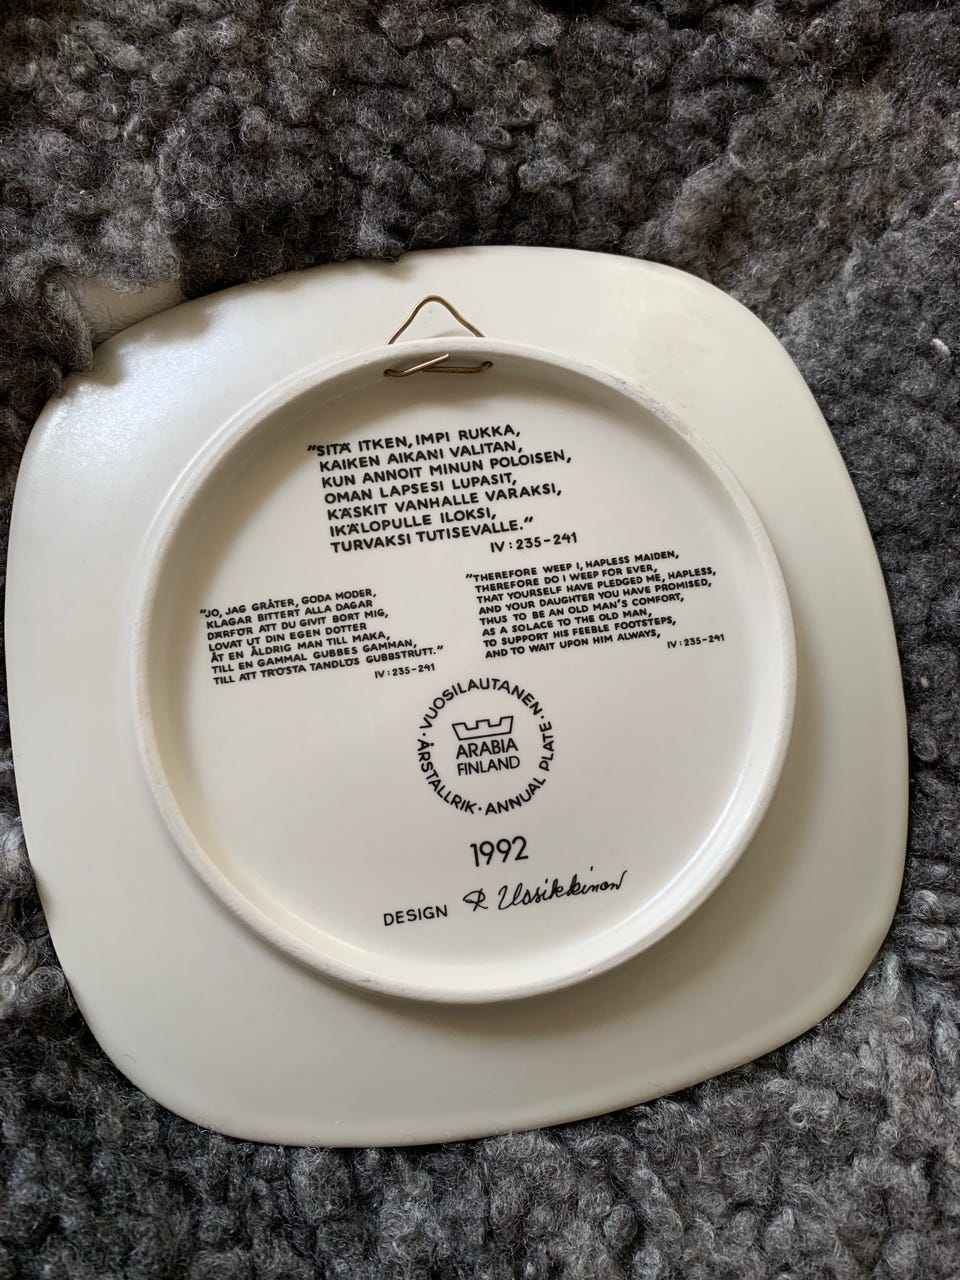 "SITÄ ITKEN, IMPI RUKKA,
KAIKEN AIKANI VALITAN,
KUN ANNOIT MINUN POLOISEN,
OMAN LAPSESI LUPASIT,
KÄSKIT VANHALLE VARAKSI,
IKÄLOPULLE ILOKSI,
TURVAKSI TUTISEVALLE."
IV:235-241
"JO, JAG GRÅTER, GODA MODER,
KLAGAR BITTERT ALLA DAGAR
DÄRFÖR ATT DU GIVIT BORT MIG,
LOVAT UT DIN EGEN DOTTER
ÅT EN ÅLDRIG MAN TILL MAKA,
TILL EN GAMMAL GUBBES GAMMAN,
TILL ATT TRÖSTA TANDLÖS GUBBSTRUTT."
IV:235-241
"THEREFORE WEEP I, HAPLESS MAIDEN,
THEREFORE DO I WEEP FOR EVER,
THAT YOURSELF HAVE PLEDGED ME, HAPLESS,
AND YOUR DAUGHTER YOU HAVE PROMISED,
THUS TO BE AN OLD MAN'S COMFORT,
AS A SOLACE TO THE OLD MAN,
TO SUPPORT HIS FEEBLE FOOTSTEPS,
AND TO WAIT UPON HIM ALWAYS,
IV:235-241
VUOSILAUTANEN · ANNUAL PLATE · ÅRSTALLRIK ·
ARABIA
FINLAND
1992
DESIGN R Uosikkinen